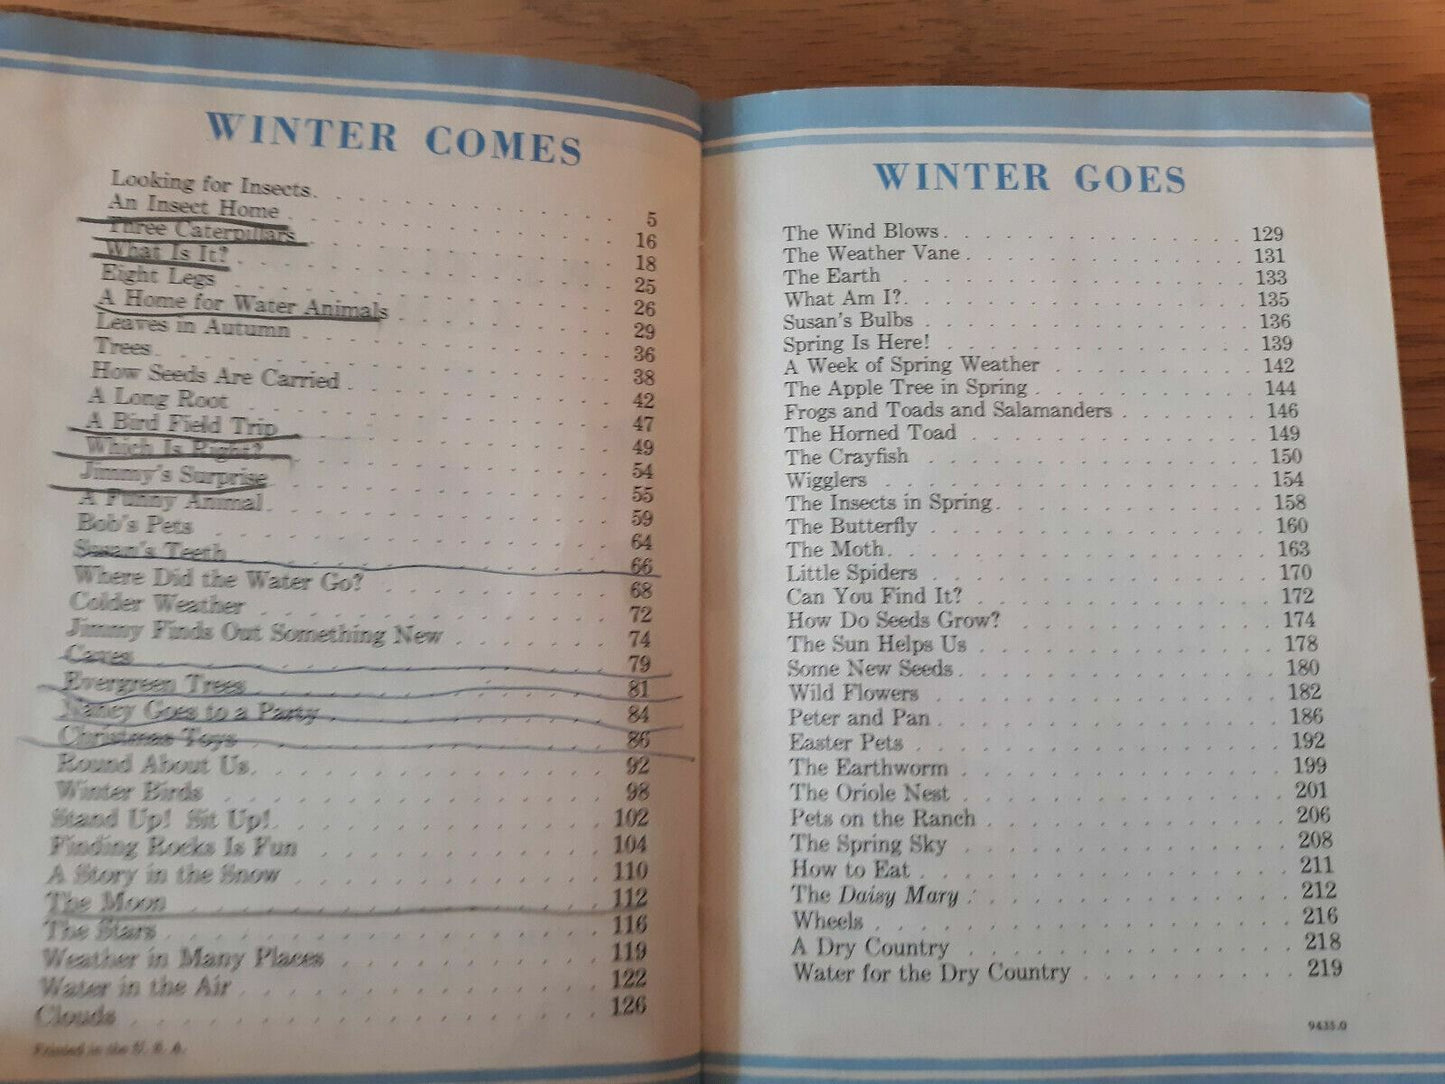 WINTER COMES
Looking for Insects. . . . . . . . . . . . . . 5
An Insect Home . . . . . . . . . . . . . . 16
Three Caterpillars . . . . . . . . . . . . . . 18
What Is It? . . . . . . . . . . . . . . 25
Eight Legs . . . . . . . . . . . . . . 26
A Home for Water Animals . . . . . . . . . . 29
Leaves in Autumn . . . . . . . . . . . . . 36
Trees. . . . . . . . . . . . . . . . . 38
How Seeds Are Carried . . . . . . . . . . . 42
A Long Root . . . . . . . . . . . . . . 47
A Bird Field Trip . . . . . . . . . . . . . 49
Which Is Right? . . . . . . . . . . . . . 54
Jimmy's Surprise . . . . . . . . . . . . . 55
A Funny Animal. . . . . . . . . . . . . . 59
Bob's Pets . . . . . . . . . . . . . . . 64
Susan's Teeth . . . . . . . . . . . . . . 66
Where Did the Water Go? . . . . . . . . . . 68
Colder Weather . . . . . . . . . . . . . . 72
Jimmy Finds Out Something New . . . . . . . 74
Caves . . . . . . . . . . . . . . . . . 79
Evergreen Trees . . . . . . . . . . . . . 81
Nancy Goes to a Party . . . . . . . . . . . 84
Christmas Toys . . . . . . . . . . . . . . 86
Round About Us. . . . . . . . . . . . . . 92
Winter Birds . . . . . . . . . . . . . . . 98
Stand Up! Sit Up!. . . . . . . . . . . . . 102
Finding Rocks Is Fun . . . . . . . . . . . . 104
A Story in the Snow . . . . . . . . . . . . 110
The Moon . . . . . . . . . . . . . . . . 112
The Stars . . . . . . . . . . . . . . . . 116
Weather in Many Places . . . . . . . . . . . 119
Water in the Air . . . . . . . . . . . . . . 122
Clouds . . . . . . . . . . . . . . . . . 126
Printed in the U. S. A.
WINTER GOES
The Wind Blows . . . . . . . . . . . . . . 129
The Weather Vane . . . . . . . . . . . . . 131
The Earth . . . . . . . . . . . . . . . . 133
What Am I? . . . . . . . . . . . . . . . 135
Susan's Bulbs . . . . . . . . . . . . . . 136
Spring Is Here! . . . . . . . . . . . . . . 139
A Week of Spring Weather . . . . . . . . . . 142
The Apple Tree in Spring . . . . . . . . . . 144
Frogs and Toads and Salamanders . . . . . . . 146
The Horned Toad . . . . . . . . . . . . . 149
The Crayfish . . . . . . . . . . . . . . . 150
Wigglers . . . . . . . . . . . . . . . . 154
The Insects in Spring. . . . . . . . . . . . 158
The Butterfly . . . . . . . . . . . . . . . 160
The Moth. . . . . . . . . . . . . . . . 163
Little Spiders . . . . . . . . . . . . . . . 170
Can You Find It? . . . . . . . . . . . . . 172
How Do Seeds Grow? . . . . . . . . . . . . 174
The Sun Helps Us . . . . . . . . . . . . . 178
Some New Seeds. . . . . . . . . . . . . . 180
Wild Flowers . . . . . . . . . . . . . . . 182
Peter and Pan . . . . . . . . . . . . . . 186
Easter Pets . . . . . . . . . . . . . . . 192
The Earthworm . . . . . . . . . . . . . . 199
The Oriole Nest . . . . . . . . . . . . . . 201
Pets on the Ranch . . . . . . . . . . . . . 206
The Spring Sky . . . . . . . . . . . . . . 208
How to Eat . . . . . . . . . . . . . . . 211
The Daisy Mary . . . . . . . . . . . . . . 212
Wheels . . . . . . . . . . . . . . . . . 216
A Dry Country . . . . . . . . . . . . . . 218
Water for the Dry Country . . . . . . . . . . 219
9435.0